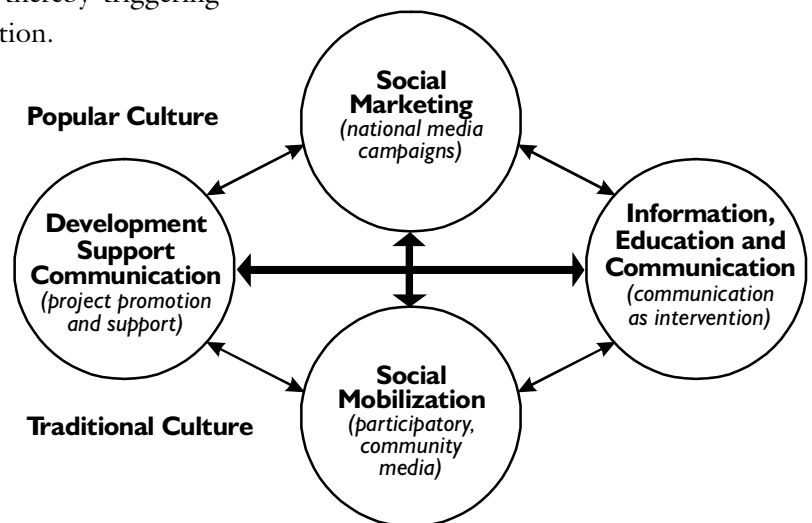 thereby triggering
tion.
Social
Marketing
(national media
campaigns)
Popular Culture
Development
Support
Communication
(project promotion
and support)
Information,
Education and
Communication
(communication
as intervention)
Social
Mobilization
(participatory,
community
media)
Traditional Culture